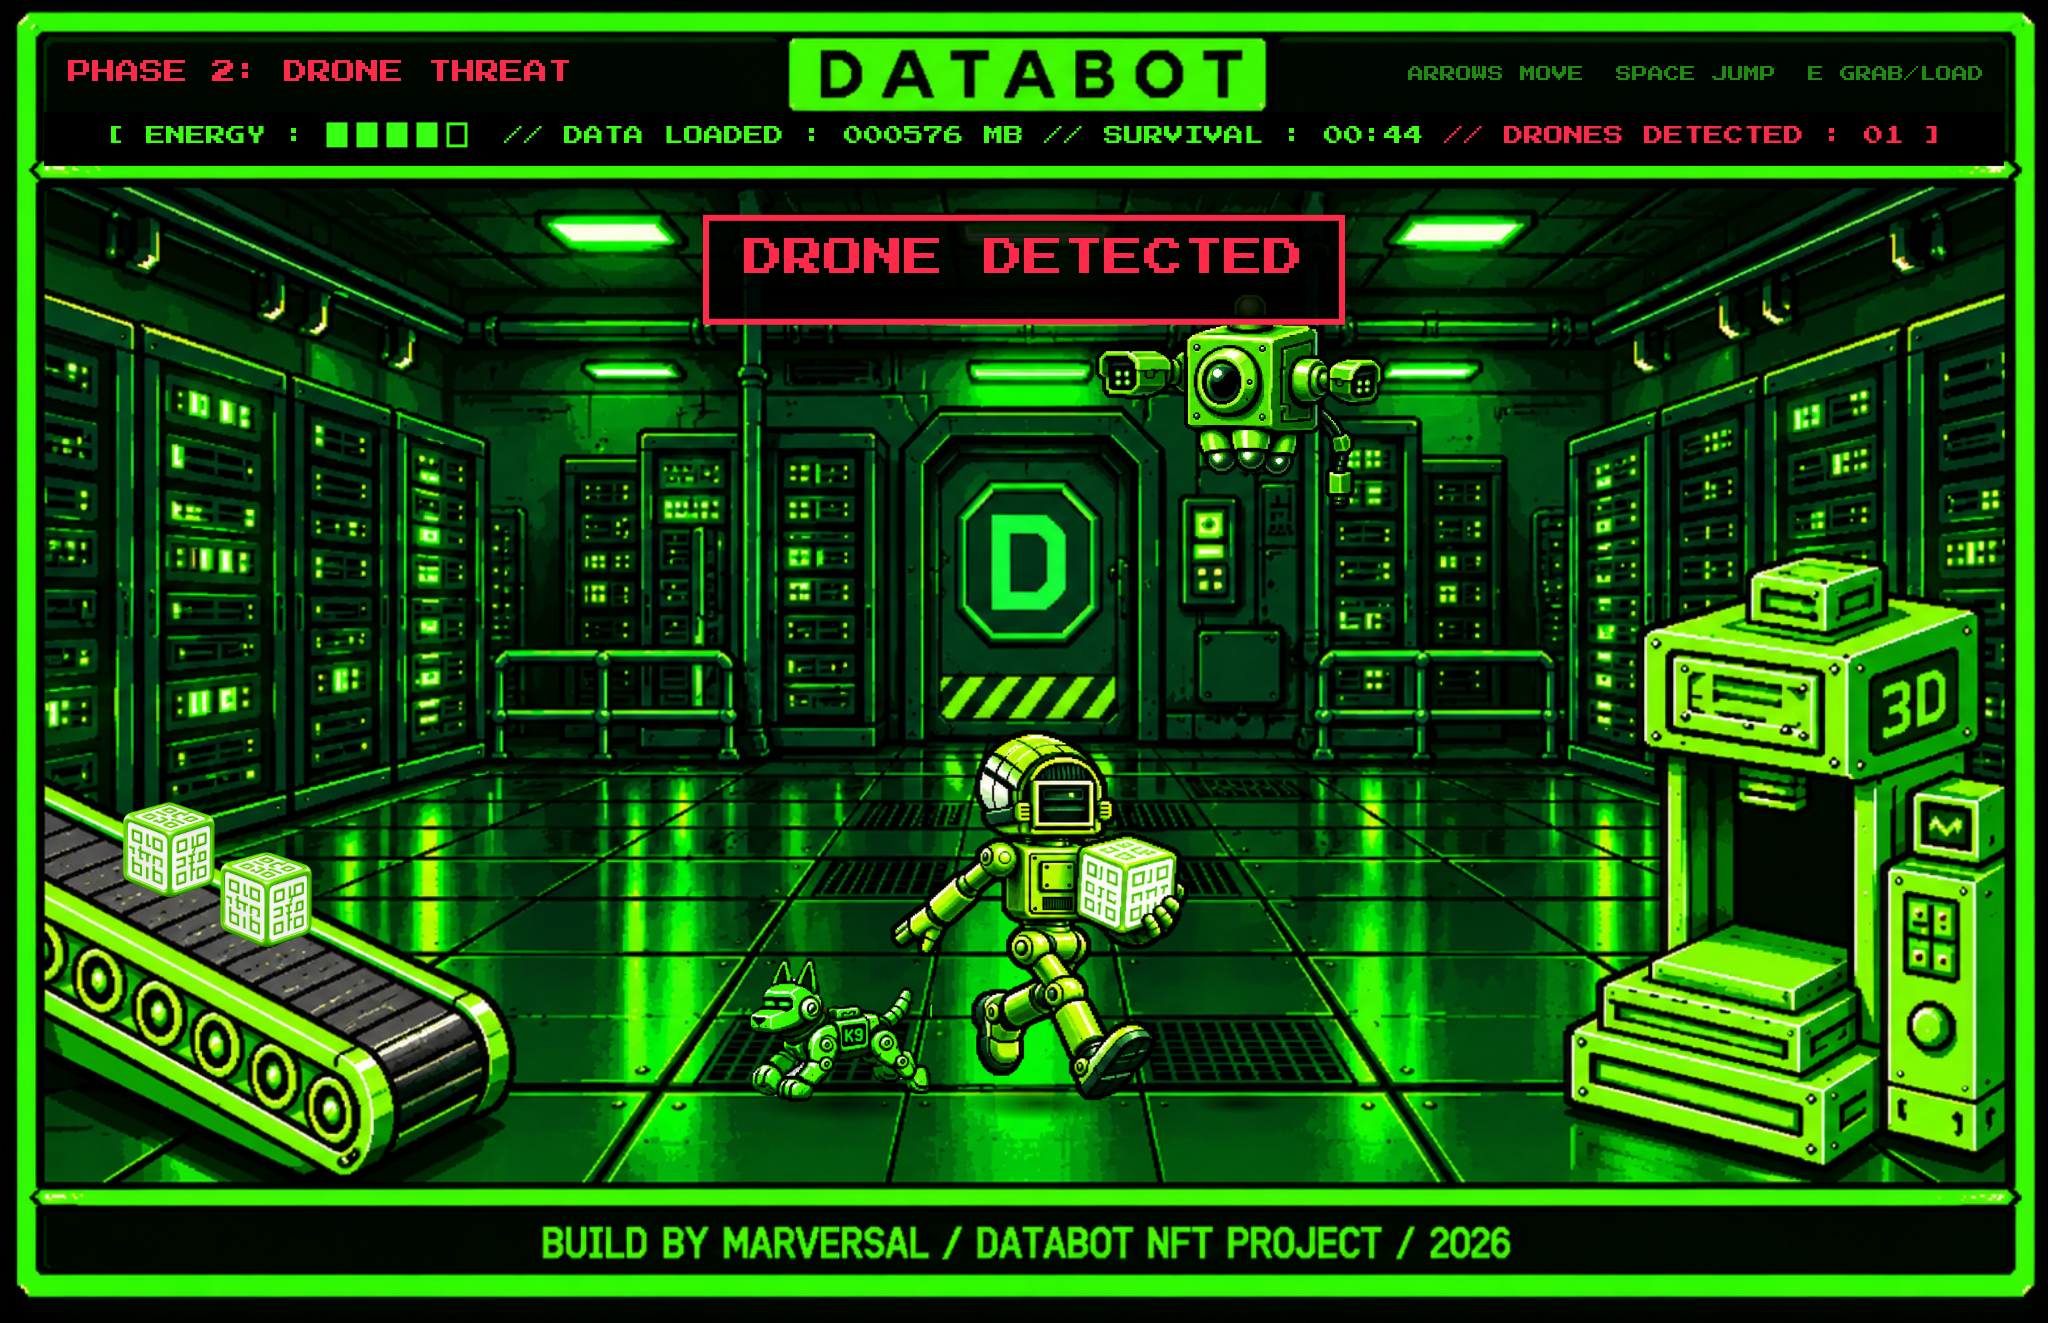 PHASE 2: DRONE THREAT
DATABOT
ARROWS MOVE SPACE JUMP E GRAB/LOAD
[ ENERGY : // DATA LOADED : 000576 MB // SURVIVAL : 00:44 // DRONES DETECTED : 01 ]
DRONE DETECTED
D
3D
K9
BUILD BY MARVERSAL / DATABOT NFT PROJECT / 2026